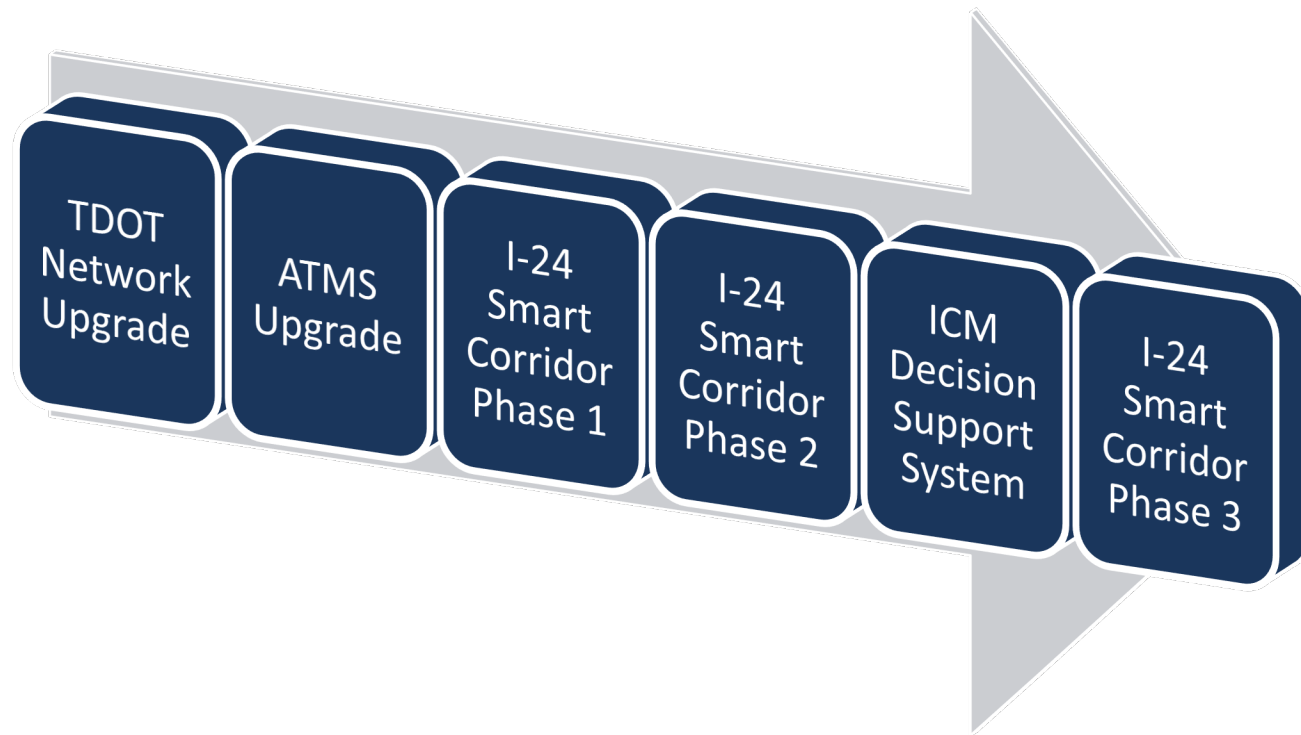 TDOT
Network
Upgrade
ATMS
Upgrade
I-24
Smart
Corridor
Phase 1
I-24
Smart
Corridor
Phase 2
ICM
Decision
Support
System
I-24
Smart
Corridor
Phase 3